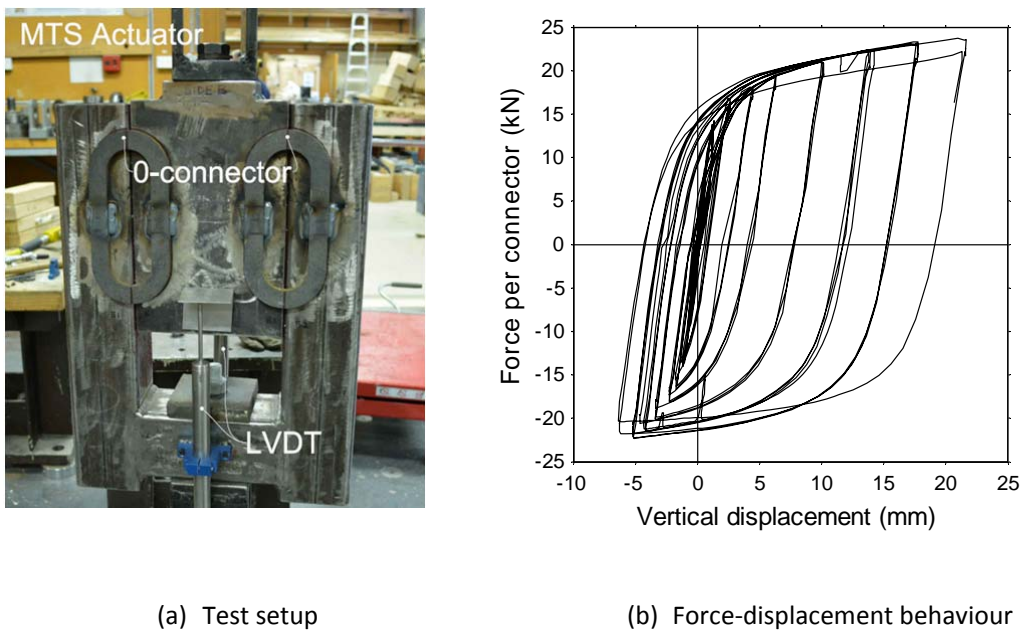 MTS Actuator
0-connector
LVDT
25
20
15
10
5
0
-5
-10
-15
-20
-25
Force per connector (kN)
-10 -5 0 5 10 15 20 25
Vertical displacement (mm)
(a) Test setup
(b) Force-displacement behaviour